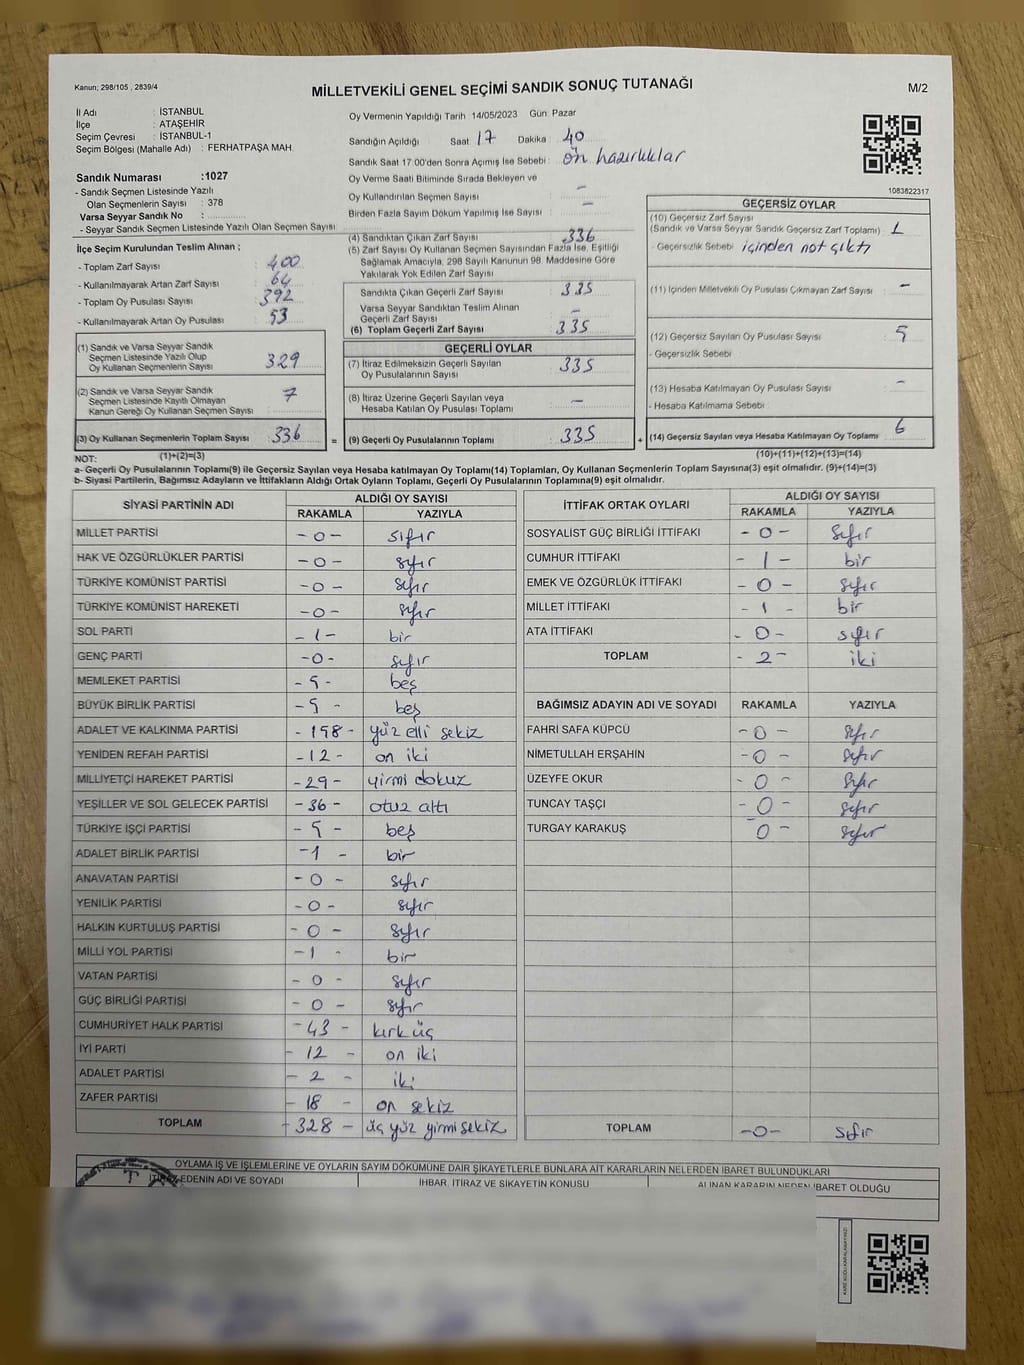 Kanun; 298/105 , 2839/4
MİLLETVEKİLİ GENEL SEÇİMİ SANDIK SONUÇ TUTANAĞI
M/2
İl Adı : İSTANBUL
İlçe : ATAŞEHİR
Seçim Çevresi : İSTANBUL-1
Seçim Bölgesi (Mahalle Adı) : FERHATPAŞA MAH.
Sandık Numarası :1027
- Sandık Seçmen Listesinde Yazılı
Olan Seçmenlerin Sayısı : 378
Varsa Seyyar Sandık No :
- Seyyar Sandık Seçmen Listesinde Yazılı Olan Seçmen Sayısı
Oy Vermenin Yapıldığı Tarih 14/05/2023 Gün: Pazar
Sandığın Açıldığı Saat 17 Dakika 40
Sandık Saat 17:00'den Sonra Açımış İse Sebebi : ön hazırlıklar
Oy Verme Saati Bitiminde Sırada Bekleyen ve
Oy Kullandırılan Seçmen Sayısı : -
Birden Fazla Sayım Döküm Yapılmış İse Sayısı : -
1083822317
İlçe Seçim Kurulundan Teslim Alınan ;
- Toplam Zarf Sayısı : 400
- Kullanılmayarak Artan Zarf Sayısı : 64
- Toplam Oy Pusulası Sayısı : 392
- Kullanılmayarak Artan Oy Pusulası : 53
(1) Sandık ve Varsa Seyyar Sandık
Seçmen Listesinde Yazılı Olup
Oy Kullanan Seçmenlerin Sayısı 329
(2) Sandık ve Varsa Seyyar Sandık
Seçmen Listesinde Kayıtlı Olmayan
Kanun Gereği Oy Kullanan Seçmen Sayısı 7
(3) Oy Kullanan Seçmenlerin Toplam Sayısı 336
(1)+(2)=(3)
(4) Sandıktan Çıkan Zarf Sayısı 336
(5) Zarf Sayısı Oy Kullanan Seçmen Sayısından Fazla İse, Eşitliği
Sağlamak Amacıyla, 298 Sayılı Kanunun 98. Maddesine Göre
Yakılarak Yok Edilen Zarf Sayısı
Sandıkta Çıkan Geçerli Zarf Sayısı 335
Varsa Seyyar Sandıktan Teslim Alınan
Geçerli Zarf Sayısı -
(6) Toplam Geçerli Zarf Sayısı 335
GEÇERLİ OYLAR
(7) İtiraz Edilmeksizin Geçerli Sayılan
Oy Pusulalarının Sayısı 335
(8) İtiraz Üzerine Geçerli Sayılan veya
Hesaba Katılan Oy Pusulası Toplamı -
= (9) Geçerli Oy Pusulalarının Toplamı 335 +
GEÇERSİZ OYLAR
(10) Geçersiz Zarf Sayısı
(Sandık ve Varsa Seyyar Sandık Geçersiz Zarf Toplamı) 1
- Geçersizlik Sebebi : içinden not çıktı
(11) İçinden Milletvekili Oy Pusulası Çıkmayan Zarf Sayısı : -
(12) Geçersiz Sayılan Oy Pusulası Sayısı : 5
- Geçersizlik Sebebi
(13) Hesaba Katılmayan Oy Pusulası Sayısı : -
- Hesaba Katılmama Sebebi :
(14) Geçersiz Sayılan veya Hesaba Katılmayan Oy Toplamı 6
(10)+(11)+(12)+(13)=(14)
NOT:
a- Geçerli Oy Pusulalarının Toplamı(9) ile Geçersiz Sayılan veya Hesaba katılmayan Oy Toplamı(14) Toplamları, Oy Kullanan Seçmenlerin Toplam Sayısına(3) eşit olmalıdır. (9)+(14)=(3)
b- Siyasi Partilerin, Bağımsız Adayların ve İttifakların Aldığı Ortak Oyların Toplamı, Geçerli Oy Pusulalarının Toplamına(9) eşit olmalıdır.
SİYASİ PARTİNİN ADI ALDIĞI OY SAYISI
RAKAMLA YAZIYLA
MİLLET PARTİSİ - 0 - sıfır
HAK VE ÖZGÜRLÜKLER PARTİSİ - 0 - sıfır
TÜRKİYE KOMÜNİST PARTİSİ - 0 - sıfır
TÜRKİYE KOMÜNİST HAREKETİ - 0 - sıfır
SOL PARTİ - 1 - bir
GENÇ PARTİ - 0 - sıfır
MEMLEKET PARTİSİ - 5 - beş
BÜYÜK BİRLİK PARTİSİ - 5 - beş
ADALET VE KALKINMA PARTİSİ - 158 - yüz elli sekiz
YENİDEN REFAH PARTİSİ - 12 - on iki
MİLLİYETÇİ HAREKET PARTİSİ - 29 - yirmi dokuz
YEŞİLLER VE SOL GELECEK PARTİSİ - 36 - otuz altı
TÜRKİYE İŞÇİ PARTİSİ - 5 - beş
ADALET BİRLİK PARTİSİ - 1 - bir
ANAVATAN PARTİSİ - 0 - sıfır
YENİLİK PARTİSİ - 0 - sıfır
HALKIN KURTULUŞ PARTİSİ - 0 - sıfır
MİLLİ YOL PARTİSİ - 1 - bir
VATAN PARTİSİ - 0 - sıfır
GÜÇ BİRLİĞİ PARTİSİ - 0 - sıfır
CUMHURİYET HALK PARTİSİ - 43 - kırk üç
İYİ PARTİ - 12 - on iki
ADALET PARTİSİ - 2 - iki
ZAFER PARTİSİ - 18 - on sekiz
TOPLAM - 328 - üç yüz yirmi sekiz
İTTİFAK ORTAK OYLARI ALDIĞI OY SAYISI
RAKAMLA YAZIYLA
SOSYALİST GÜÇ BİRLİĞİ İTTİFAKI - 0 - sıfır
CUMHUR İTTİFAKI - 1 - bir
EMEK VE ÖZGÜRLÜK İTTİFAKI - 0 - sıfır
MİLLET İTTİFAKI - 1 - bir
ATA İTTİFAKI - 0 - sıfır
TOPLAM - 2 - iki
BAĞIMSIZ ADAYIN ADI VE SOYADI RAKAMLA YAZIYLA
FAHRİ SAFA KÜPCÜ - 0 - sıfır
NİMETULLAH ERŞAHİN - 0 - sıfır
ÜZEYFE OKUR - 0 - sıfır
TUNCAY TAŞÇI - 0 - sıfır
TURGAY KARAKUŞ - 0 - sıfır
TOPLAM - 0 - sıfır
OYLAMA İŞ VE İŞLEMLERİNE VE OYLARIN SAYIM DÖKÜMÜNE DAİR ŞİKAYETLERLE BUNLARA AİT KARARLARIN NELERDEN İBARET BULUNDUKLARI
İTİRAZ EDENİN ADI VE SOYADI İHBAR, İTİRAZ VE ŞİKAYETİN KONUSU ALINAN KARARIN NEDEN İBARET OLDUĞU